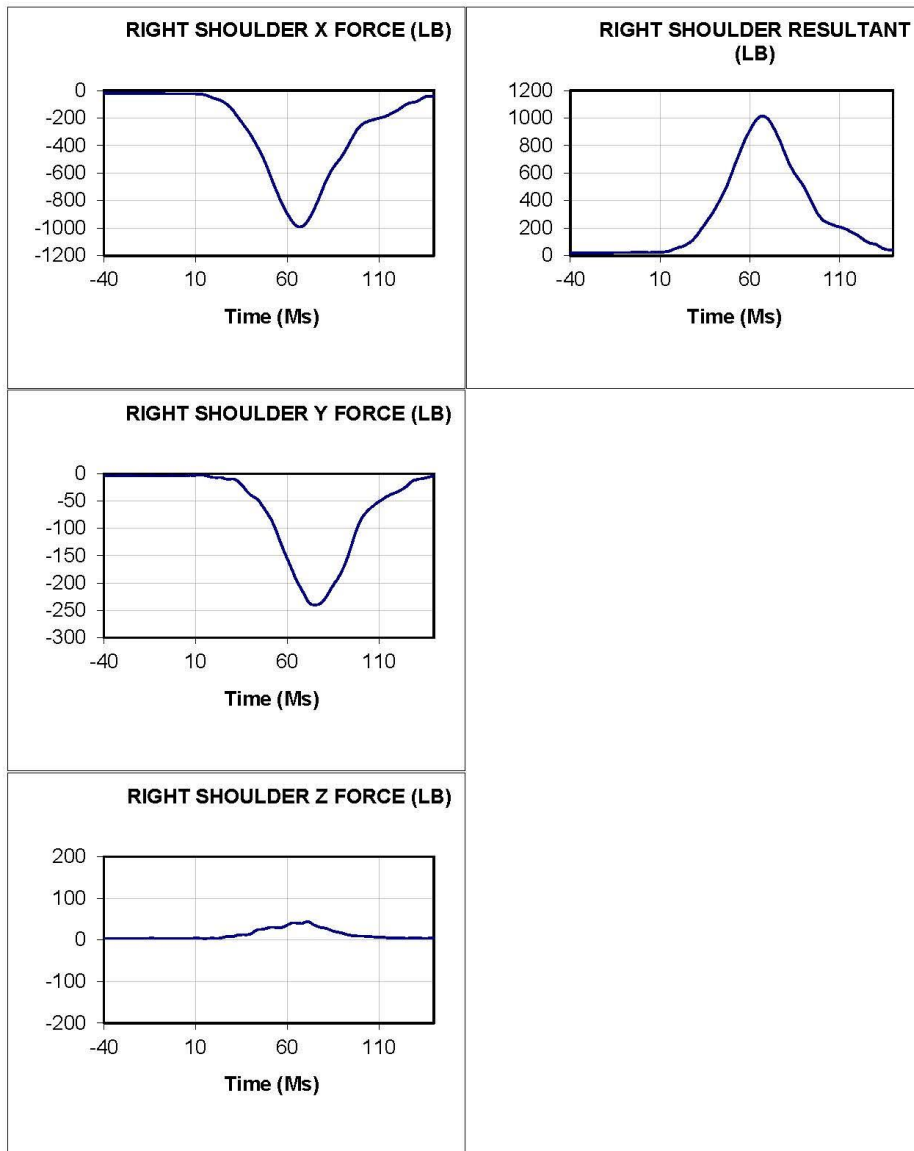 RIGHT SHOULDER X FORCE (LB)
0
-200
-400
-600
-800
-1000
-1200
-40 10 60 110
Time (Ms)
RIGHT SHOULDER RESULTANT
(LB)
1200
1000
800
600
400
200
0
-40 10 60 110
Time (Ms)
RIGHT SHOULDER Y FORCE (LB)
0
-50
-100
-150
-200
-250
-300
-40 10 60 110
Time (Ms)
RIGHT SHOULDER Z FORCE (LB)
200
100
0
-100
-200
-40 10 60 110
Time (Ms)